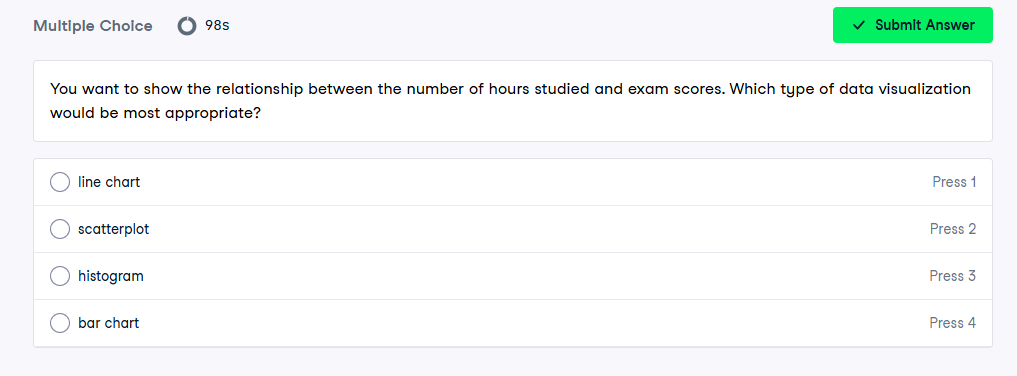 Multiple Choice 98s Submit Answer
You want to show the relationship between the number of hours studied and exam scores. Which type of data visualization
would be most appropriate?
line chart Press 1
scatterplot Press 2
histogram Press 3
bar chart Press 4